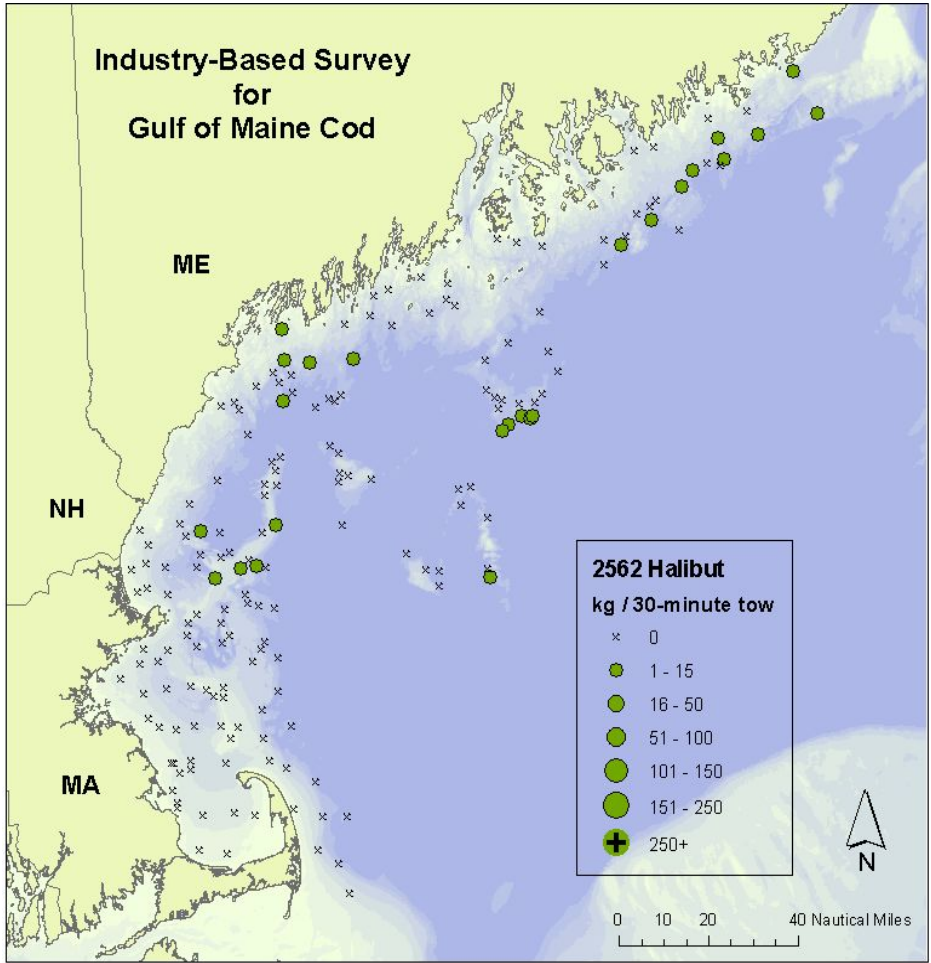 Industry-Based Survey
for
Gulf of Maine Cod
ME
NH
MA
2562 Halibut
kg / 30-minute tow
0
1 - 15
16 - 50
51 - 100
101 - 150
151 - 250
250+
N
0 10 20 40 Nautical Miles